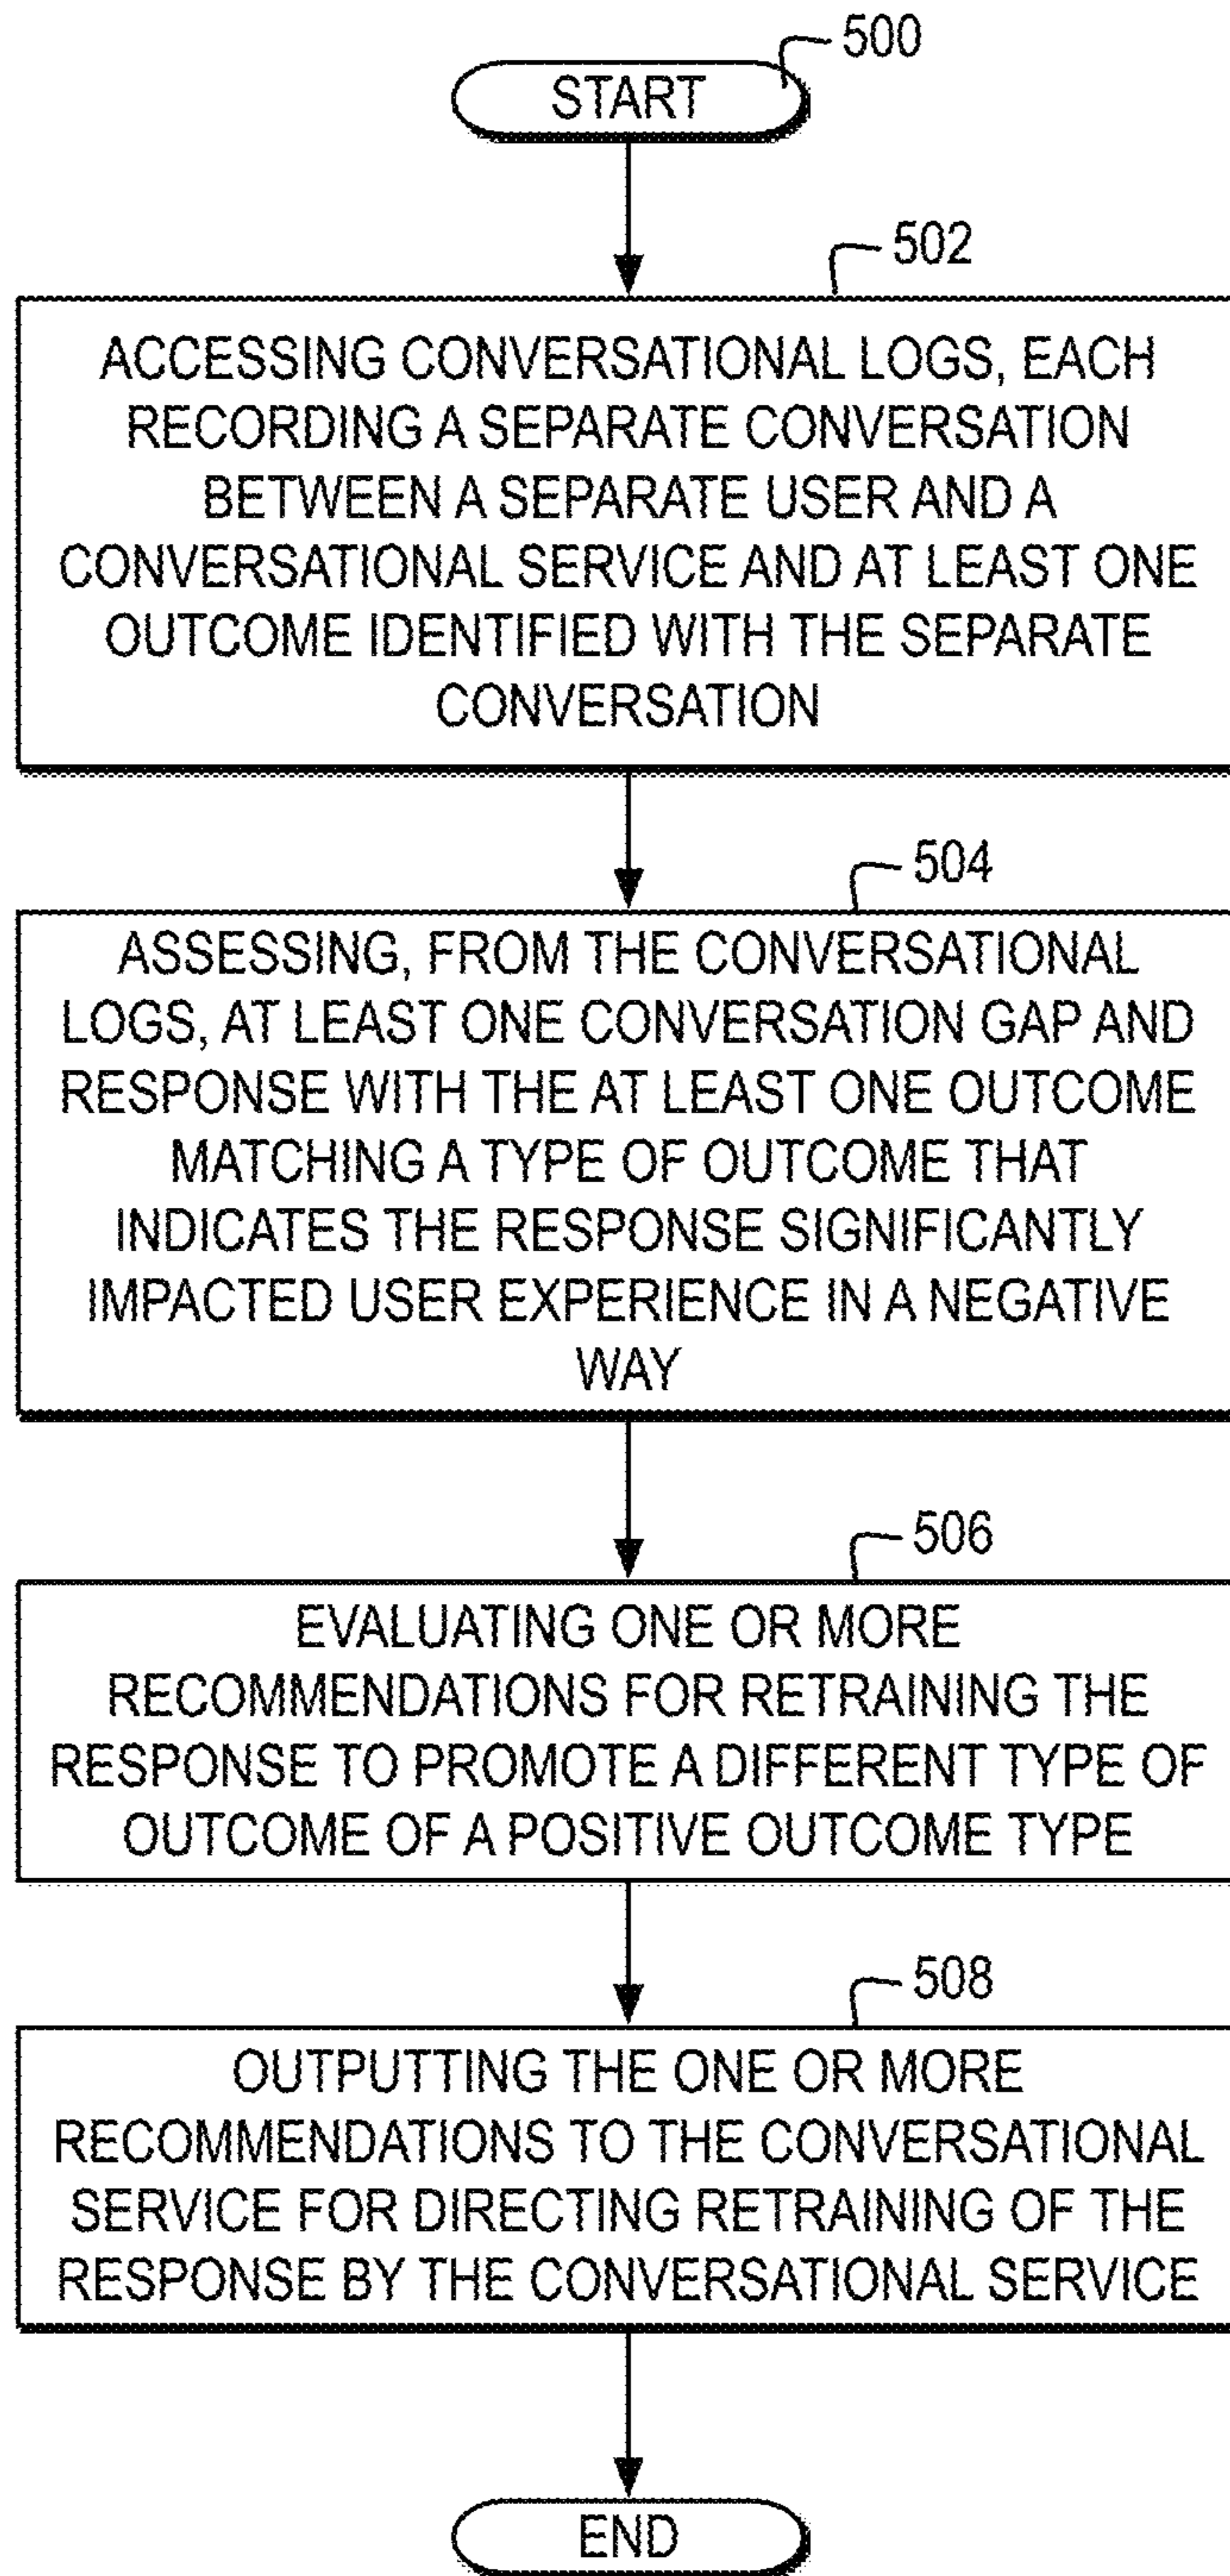 500
START
502
ACCESSING CONVERSATIONAL LOGS, EACH
RECORDING A SEPARATE CONVERSATION
BETWEEN A SEPARATE USER AND A
CONVERSATIONAL SERVICE AND AT LEAST ONE
OUTCOME IDENTIFIED WITH THE SEPARATE
CONVERSATION
504
ASSESSING, FROM THE CONVERSATIONAL
LOGS, AT LEAST ONE CONVERSATION GAP AND
RESPONSE WITH THE AT LEAST ONE OUTCOME
MATCHING A TYPE OF OUTCOME THAT
INDICATES THE RESPONSE SIGNIFICANTLY
IMPACTED USER EXPERIENCE IN A NEGATIVE
WAY
506
EVALUATING ONE OR MORE
RECOMMENDATIONS FOR RETRAINING THE
RESPONSE TO PROMOTE A DIFFERENT TYPE OF
OUTCOME OF A POSITIVE OUTCOME TYPE
508
OUTPUTTING THE ONE OR MORE
RECOMMENDATIONS TO THE CONVERSATIONAL
SERVICE FOR DIRECTING RETRAINING OF THE
RESPONSE BY THE CONVERSATIONAL SERVICE
END